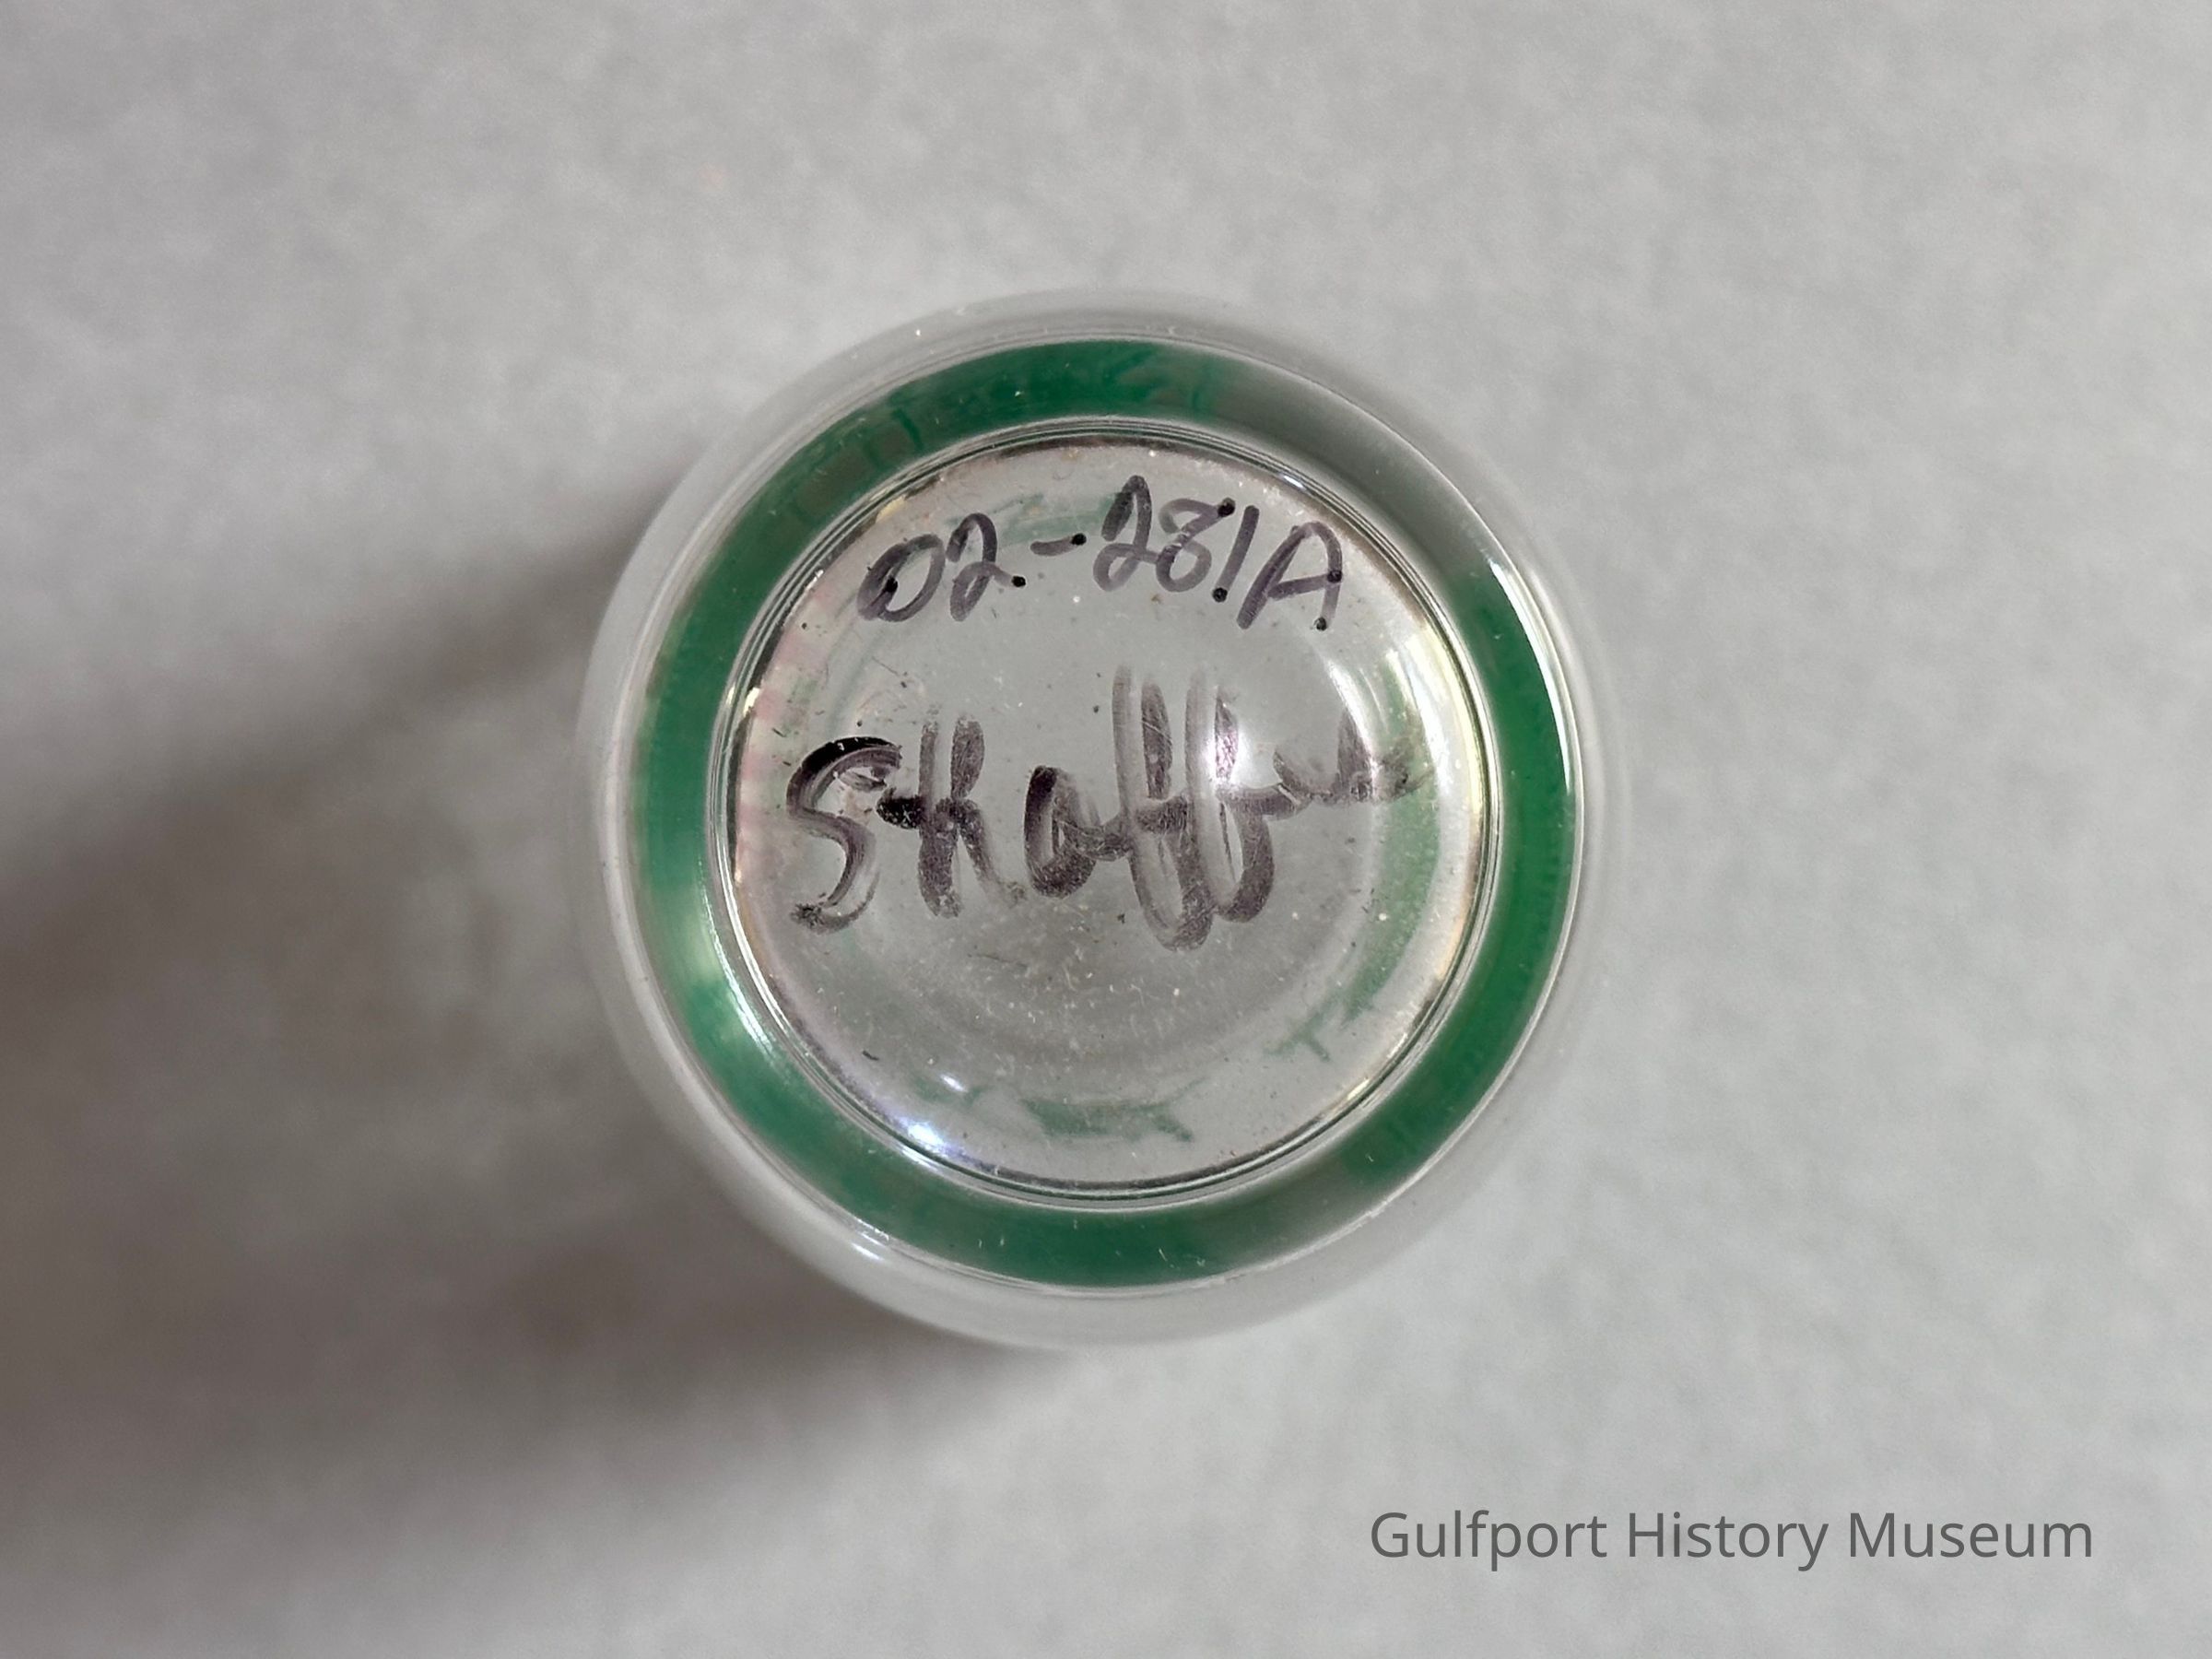 02-281A
Shaffer
Gulfport History Museum